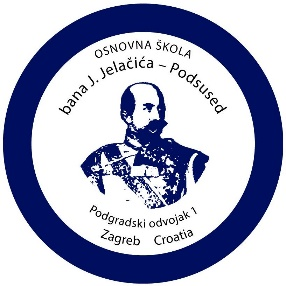 OSNOVNA ŠKOLA
bana J. Jelačića – Podsused
Podgradski odvojak 1
Zagreb Croatia